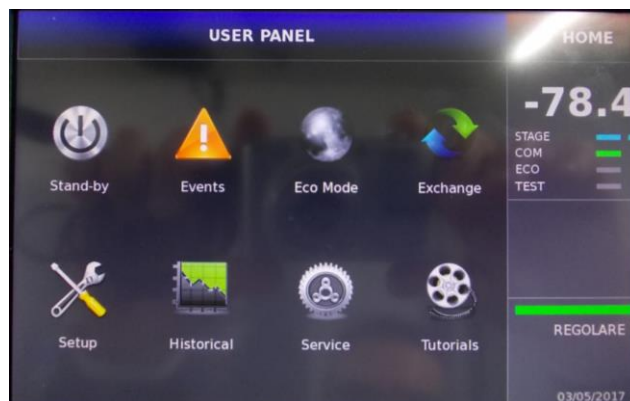 USER PANEL
HOME
-78.4
STAGE
COM
ECO
TEST
Stand-by
Events
Eco Mode
Exchange
Setup
Historical
Service
Tutorials
REGOLARE
03/05/2017